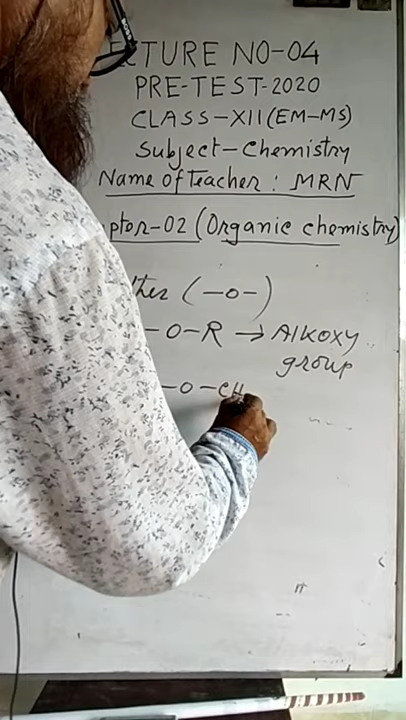 ECTURE NO-04
PRE-TEST-2020
CLASS-XII (EM-MS)
Subject-Chemistry
Name of Teacher : MRN
pter-02 (Organic chemistry)
ther (-O-)
-O-R → Alkoxy
group
-O-CH